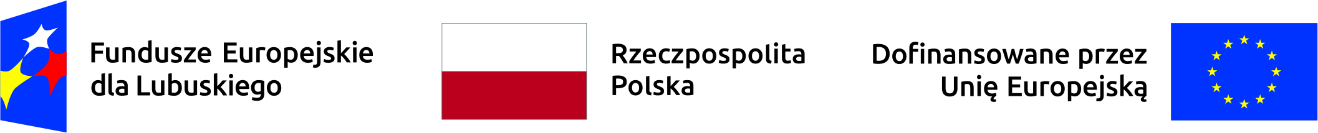 Fundusze Europejskie
dla Lubuskiego
Rzeczpospolita
Polska
Dofinansowane przez
Unię Europejską